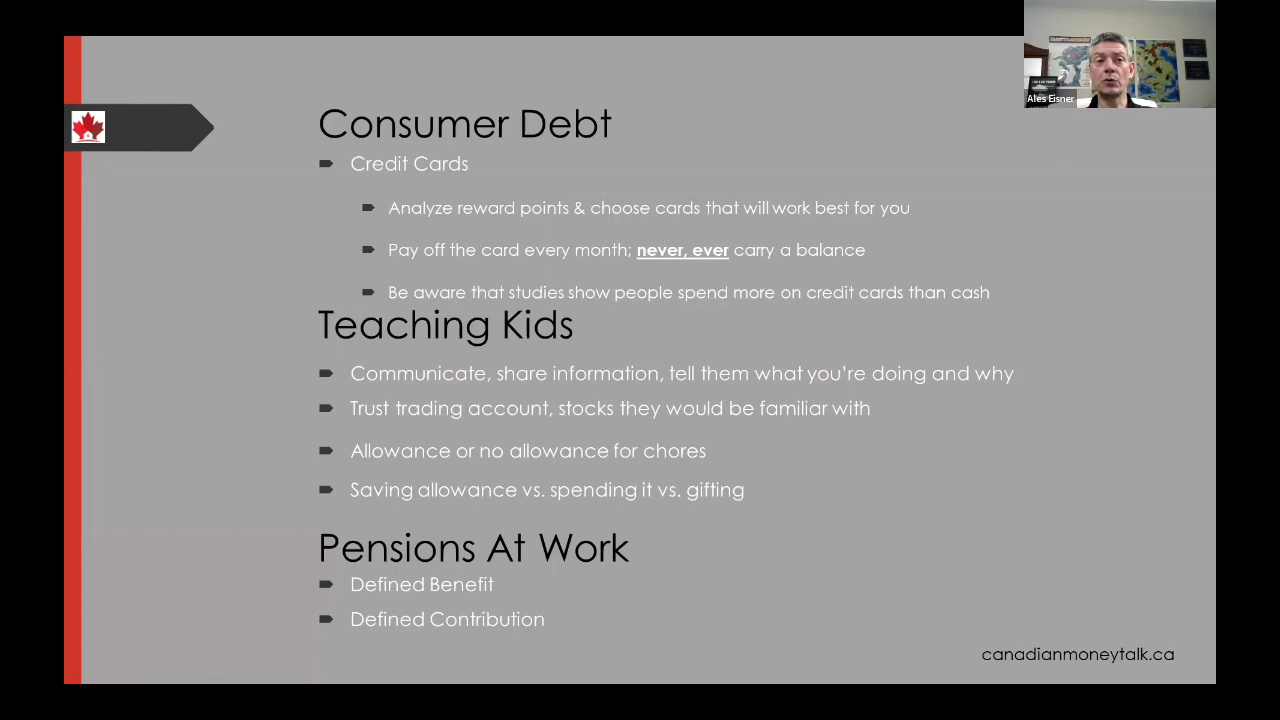 Ales Eisner
Consumer Debt
Credit Cards
Analyze reward points & choose cards that will work best for you
Pay off the card every month; never, ever carry a balance
Be aware that studies show people spend more on credit cards than cash
Teaching Kids
Communicate, share information, tell them what you're doing and why
Trust trading account, stocks they would be familiar with
Allowance or no allowance for chores
Saving allowance vs. spending it vs. gifting
Pensions At Work
Defined Benefit
Defined Contribution
canadianmoneytalk.ca